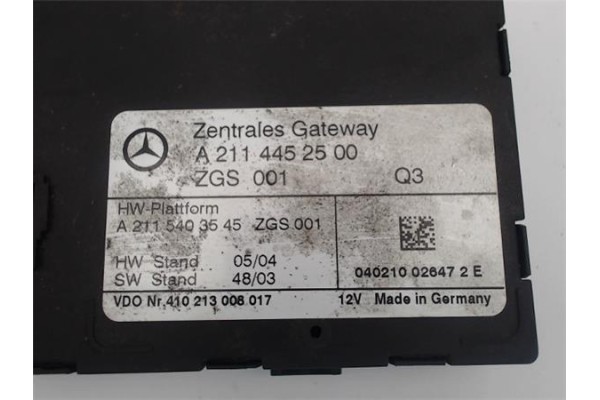 Zentrales Gateway
A 211 445 25 00
ZGS 001 Q3
HW-Plattform
A 211 540 35 45 ZGS 001
HW Stand 05/04
SW Stand 48/03
040210 02647 2 E
VDO Nr.410 213 008 017 12V Made in Germany